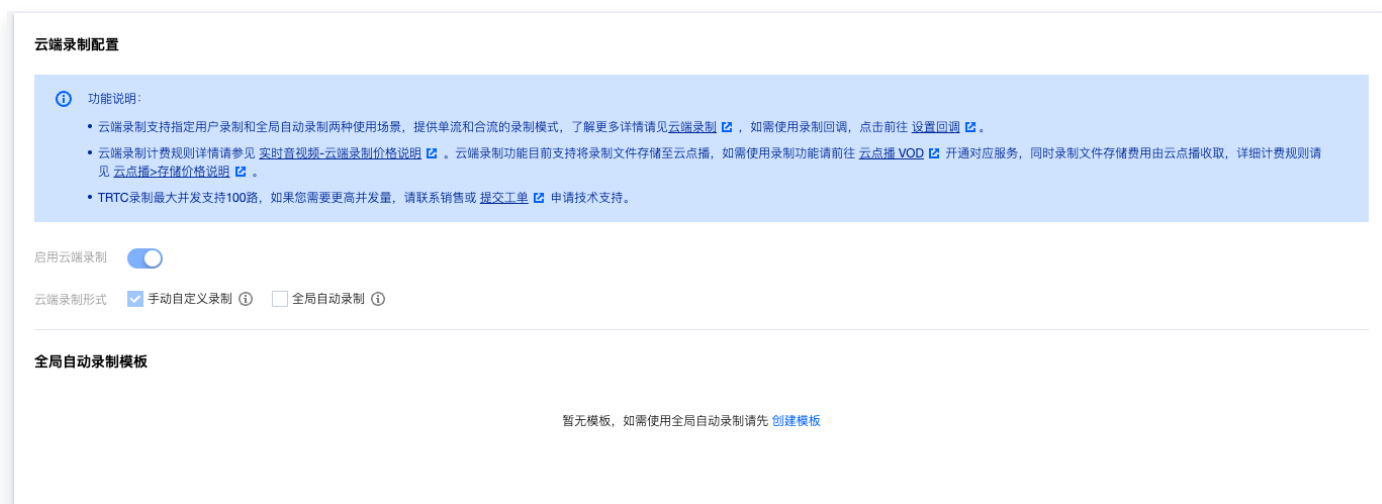 云端录制配置
功能说明：
• 云端录制支持指定用户录制和全局自动录制两种使用场景，提供单流和合流的录制模式，了解更多详情请见云端录制 ，如需使用录制回调，点击前往 设置回调 。
• 云端录制计费规则详情请参见 实时音视频-云端录制价格说明 。云端录制功能目前支持将录制文件存储至云点播，如需使用录制功能请前往 云点播 VOD 开通对应服务，同时录制文件存储费用由云点播收取，详细计费规则请
见 云点播>存储价格说明 。
• TRTC录制最大并发支持100路，如果您需要更高并发量，请联系销售或 提交工单 申请技术支持。
启用云端录制
云端录制形式 手动自定义录制 全局自动录制
全局自动录制模板
暂无模板，如需使用全局自动录制请先 创建模板